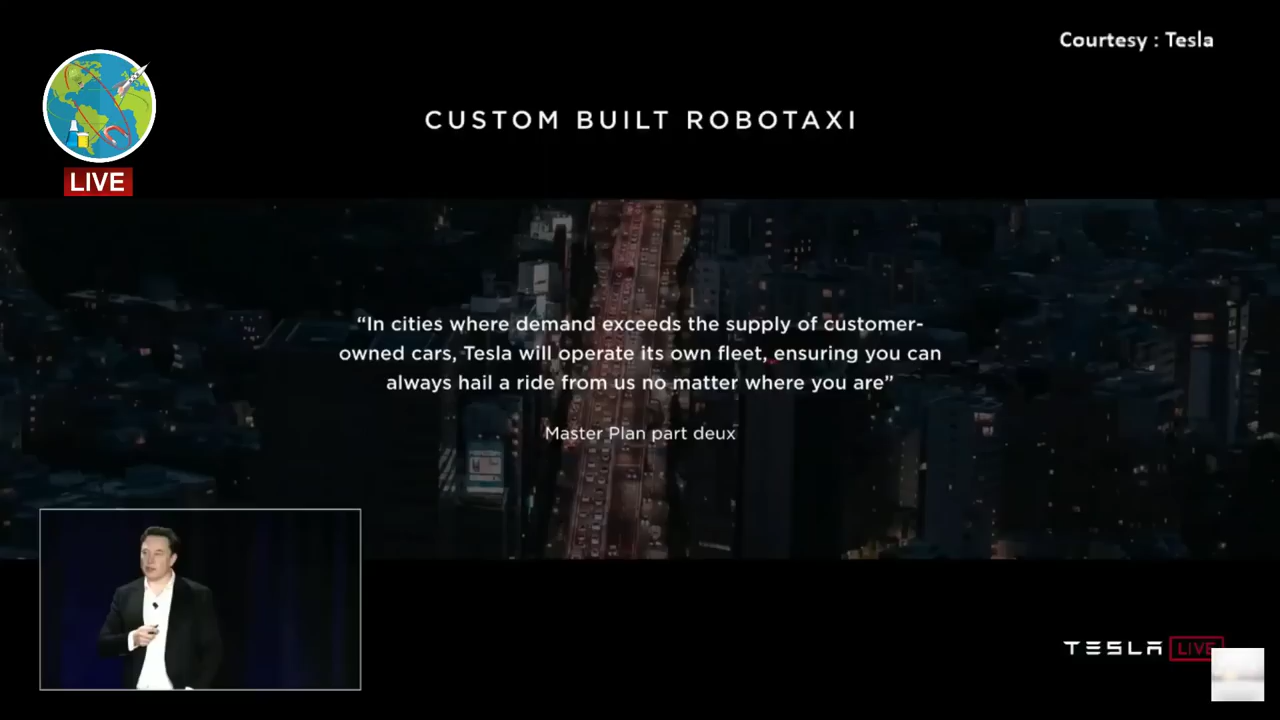 Courtesy : Tesla
CUSTOM BUILT ROBOTAXI
LIVE
“In cities where demand exceeds the supply of customer-
owned cars, Tesla will operate its own fleet, ensuring you can
always hail a ride from us no matter where you are”
Master Plan part deux
TESLA LIVE